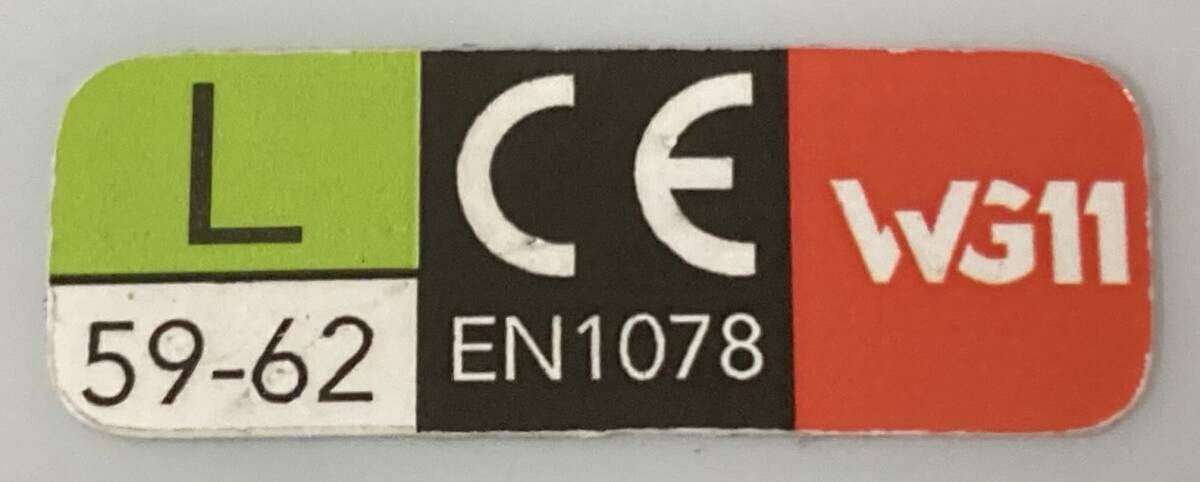 L
59-62
CE
EN1078
WG11